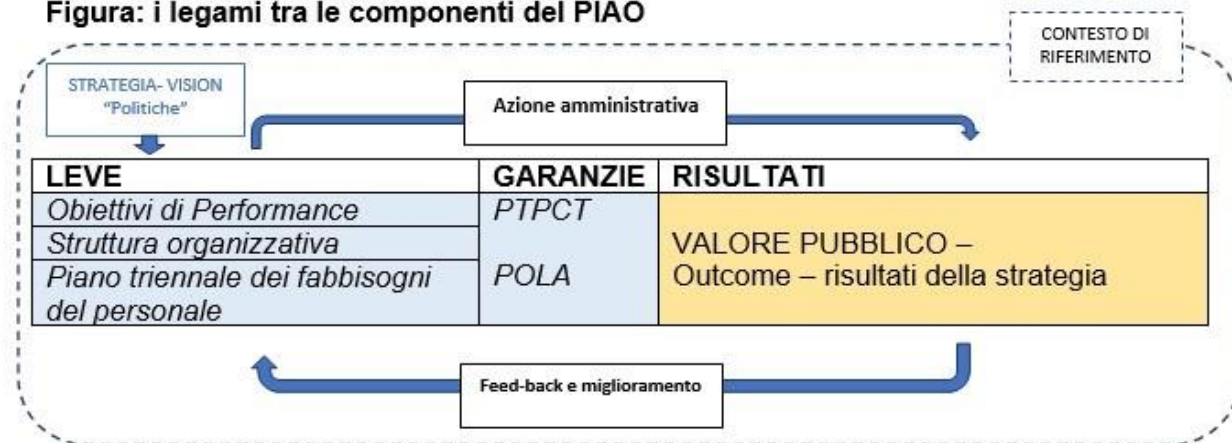 Figura: i legami tra le componenti del PIAO
CONTESTO DI
RIFERIMENTO
STRATEGIA- VISION
“Politiche”
Azione amministrativa
LEVE GARANZIE RISULTATI
Obiettivi di Performance PTPCT
Struttura organizzativa VALORE PUBBLICO –
Piano triennale dei fabbisogni POLA Outcome – risultati della strategia
del personale
Feed-back e miglioramento